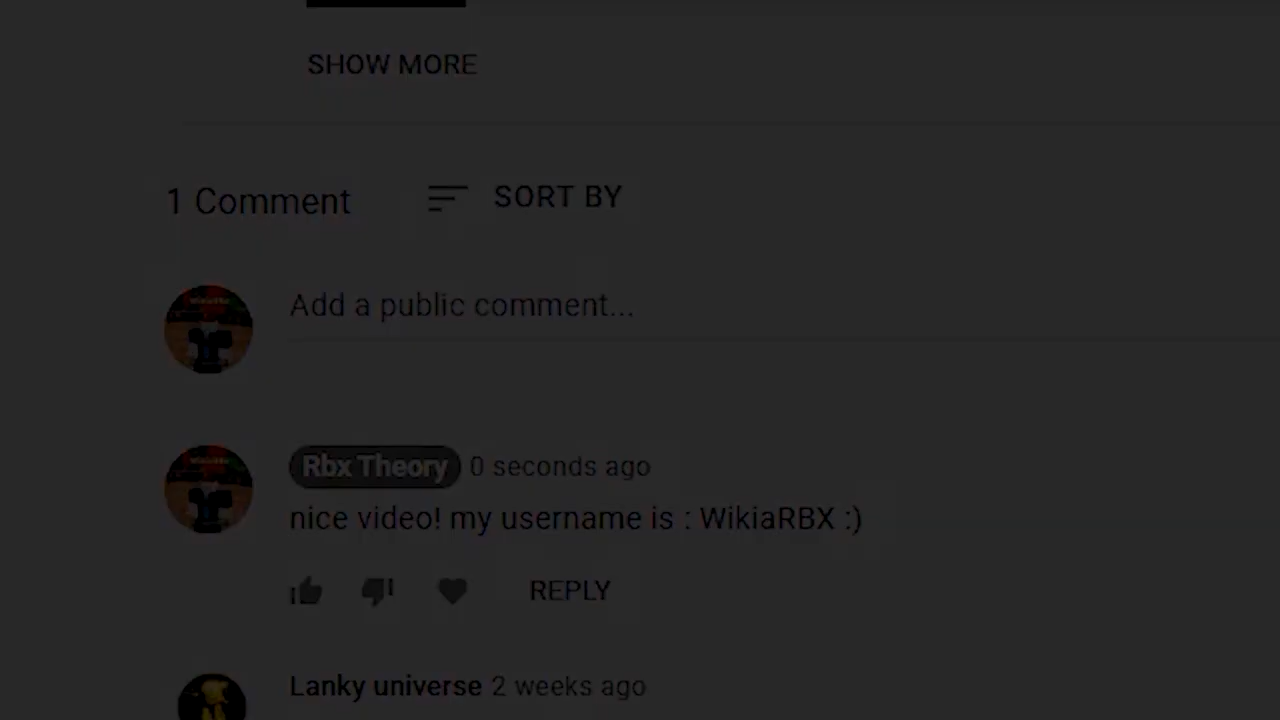 SHOW MORE
1 Comment
SORT BY
Add a public comment...
Rbx Theory 0 seconds ago
nice video! my username is : WikiaRBX :)
REPLY
Lanky universe 2 weeks ago